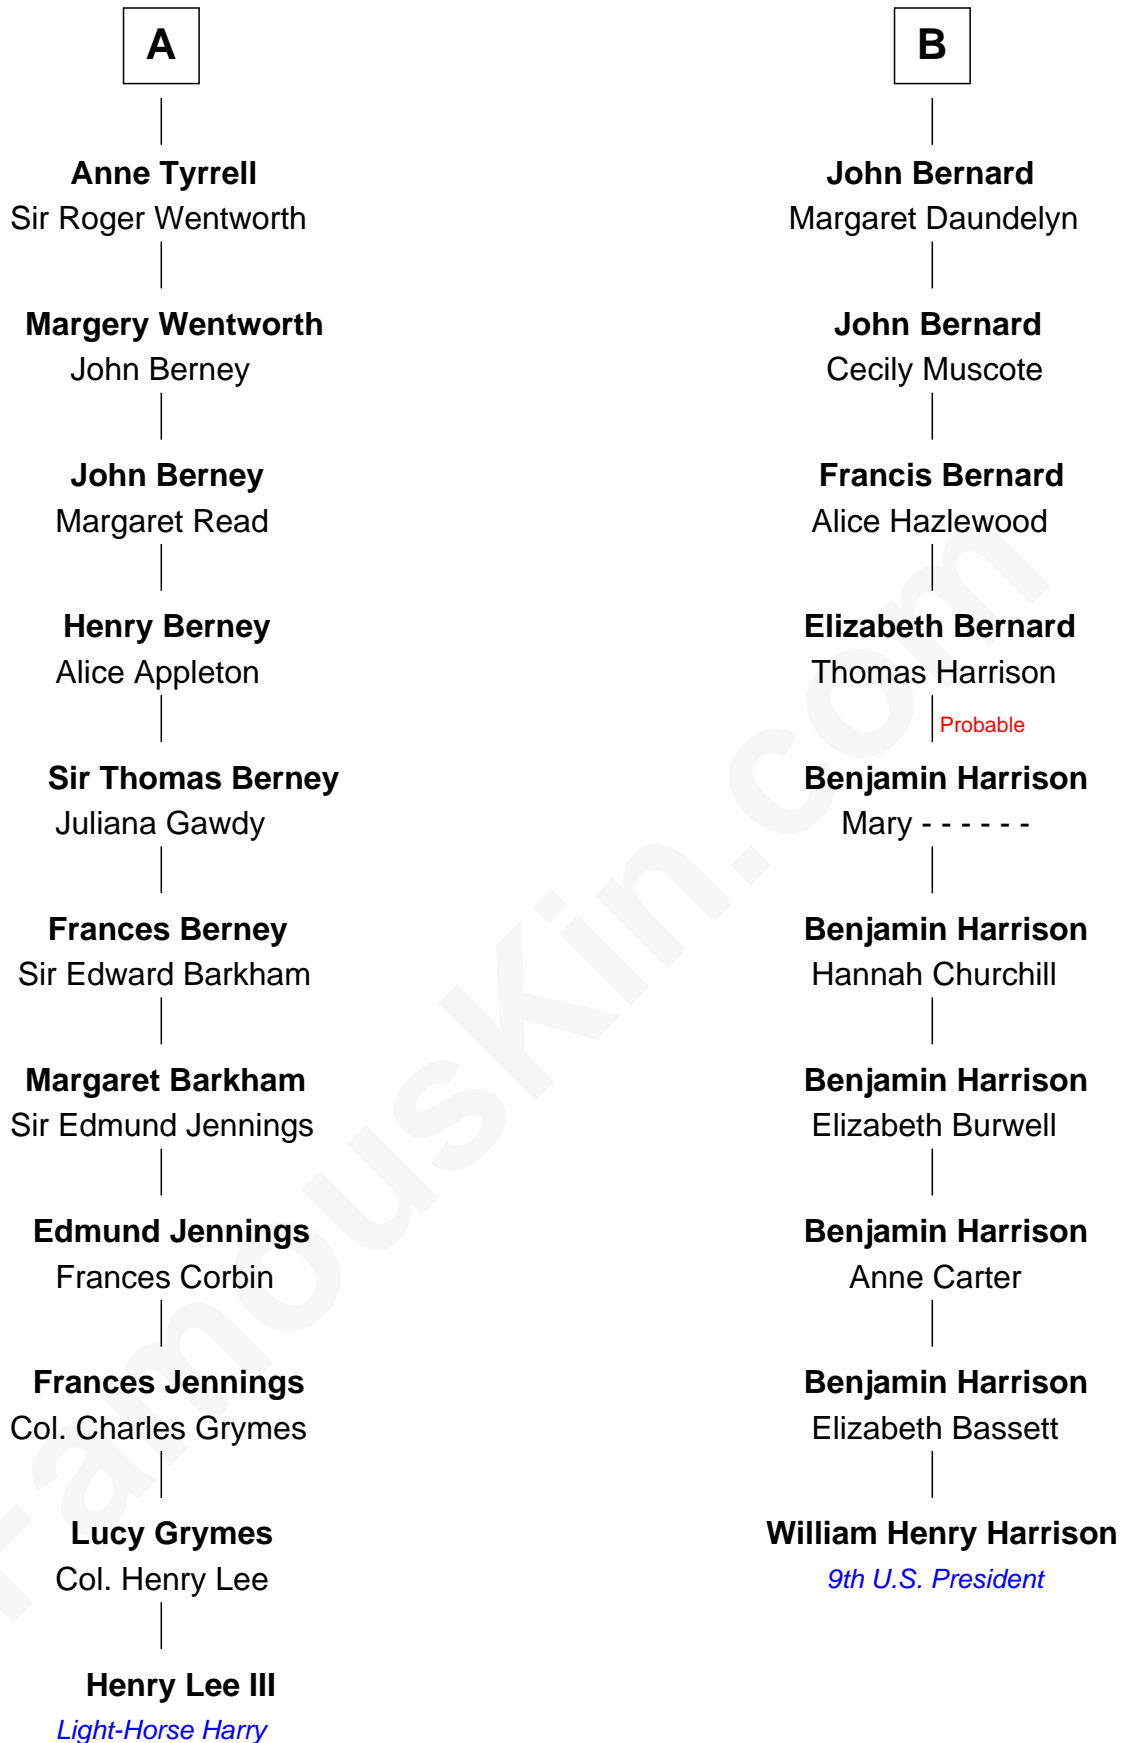 A
Anne Tyrrell
Sir Roger Wentworth
Margery Wentworth
John Berney
John Berney
Margaret Read
Henry Berney
Alice Appleton
Sir Thomas Berney
Juliana Gawdy
Frances Berney
Sir Edward Barkham
Margaret Barkham
Sir Edmund Jennings
Edmund Jennings
Frances Corbin
Frances Jennings
Col. Charles Grymes
Lucy Grymes
Col. Henry Lee
Henry Lee III
Light-Horse Harry
B
John Bernard
Margaret Daundelyn
John Bernard
Cecily Muscote
Francis Bernard
Alice Hazlewood
Elizabeth Bernard
Thomas Harrison
Probable
Benjamin Harrison
Mary - - - - - -
Benjamin Harrison
Hannah Churchill
Benjamin Harrison
Elizabeth Burwell
Benjamin Harrison
Anne Carter
Benjamin Harrison
Elizabeth Bassett
William Henry Harrison
9th U.S. President
FamousKin.com